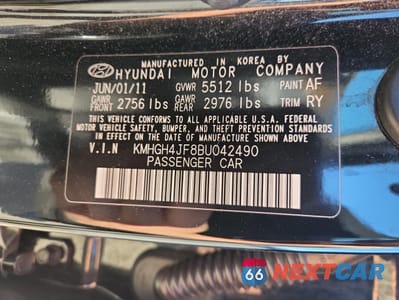 MANUFACTURED IN KOREA BY
HYUNDAI MOTOR COMPANY
JUN/01/11 GVWR 5512 lbs PAINT AF
GAWR FRONT 2756 lbs GAWR REAR 2976 lbs TRIM RY
THIS VEHICLE CONFORMS TO ALL APPLICABLE U.S.A. FEDERAL
MOTOR VEHICLE SAFETY, BUMPER, AND THEFT PREVENTION
STANDARDS IN EFFECT ON THE DATE OF MANUFACTURE SHOWN ABOVE.
V.I.N KMHGH4JF8BU042490
PASSENGER CAR
66 NEXTCAR